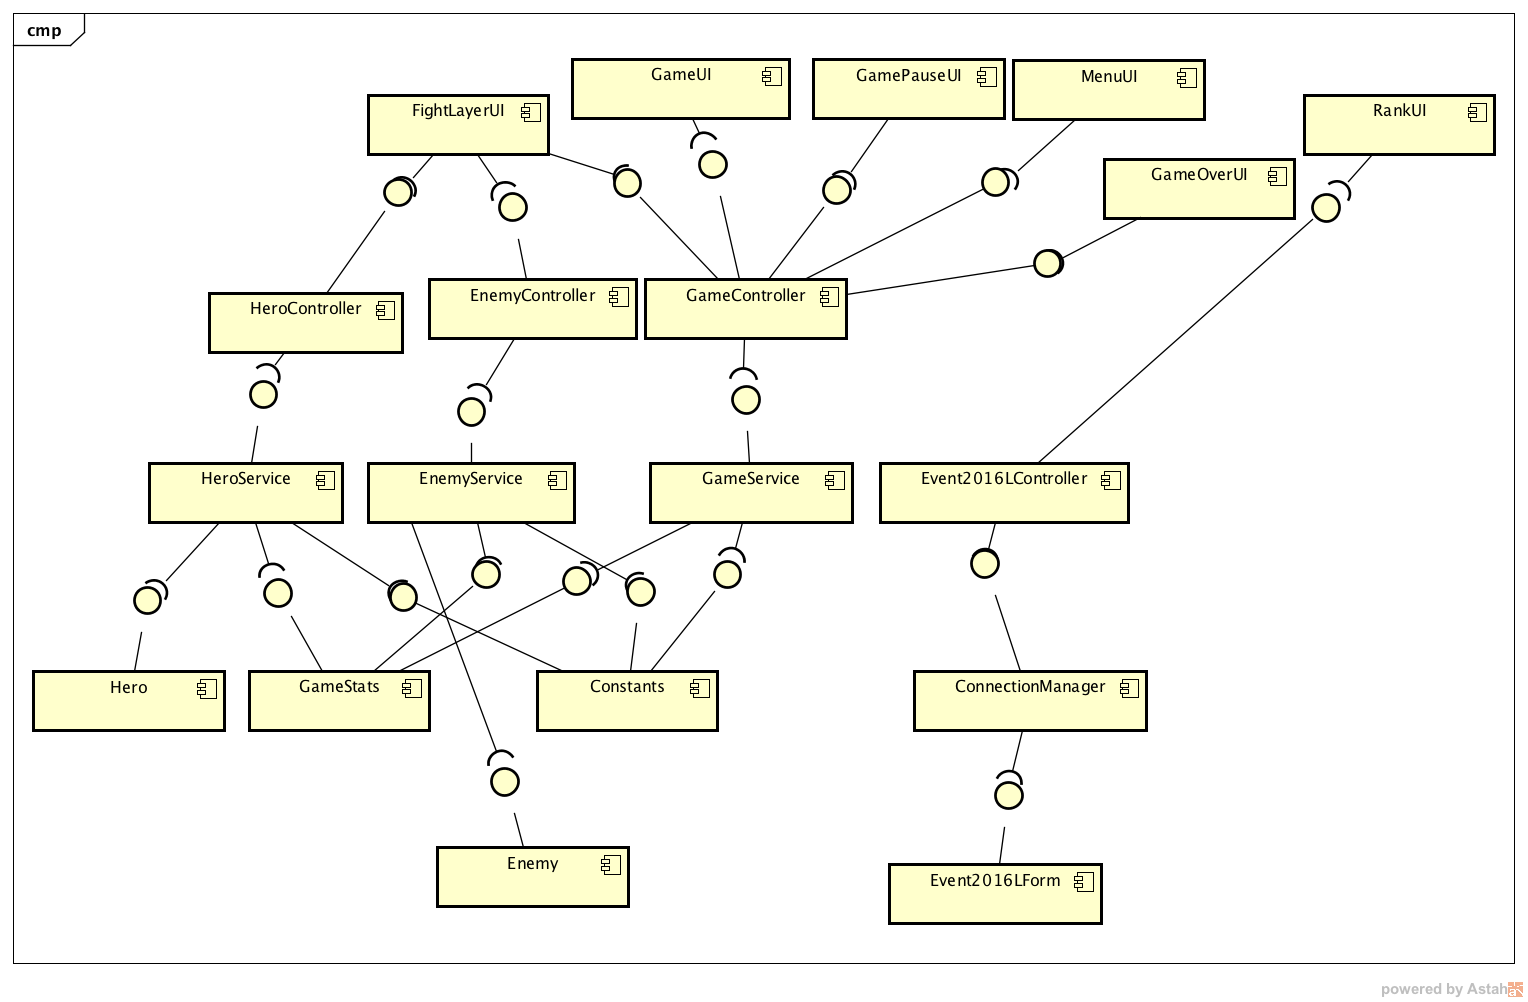 cmp
GameUI
GamePauseUI
MenuUI
FightLayerUI
RankUI
GameOverUI
HeroController
EnemyController
GameController
HeroService
EnemyService
GameService
Event2016LController
Hero
GameStats
Constants
ConnectionManager
Enemy
Event2016LForm
powered by Astah